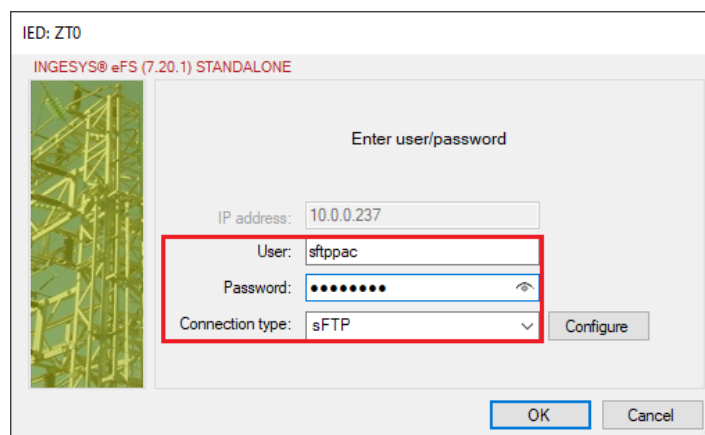 IED: ZT0
INGESYS® eFS (7.20.1) STANDALONE
Enter user/password
IP address: 10.0.0.237
User: sftppac
Password: ●●●●●●●●
Connection type: sFTP Configure
OK Cancel